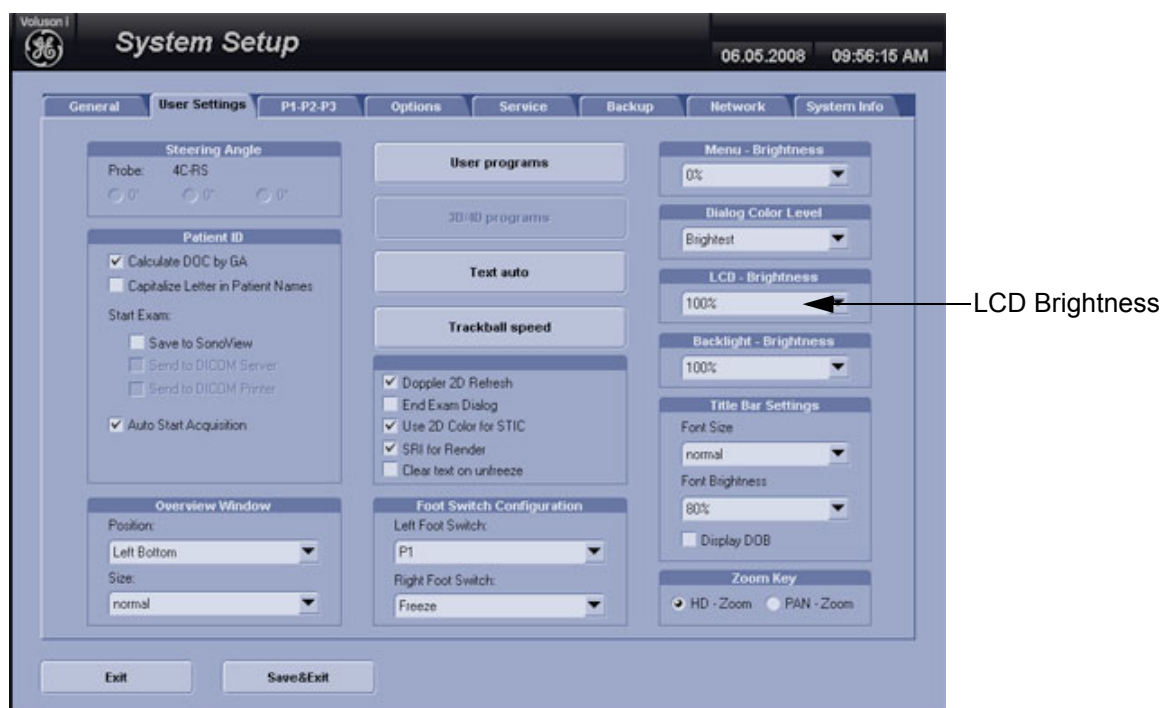 Voluson i
System Setup
06.05.2008 09:56:15 AM
General User Settings P1-P2-P3 Options Service Backup Network System Info
Steering Angle
Probe: 4C-RS
0° 0° 0°
Patient ID
Calculate DOC by GA
Capitalize Letter in Patient Names
Start Exam:
Save to SonoView
Send to DICOM Server
Send to DICOM Printer
Auto Start Acquisition
Overview Window
Position:
Left Bottom
Size:
normal
User programs
3D/4D programs
Text auto
Trackball speed
Doppler 2D Refresh
End Exam Dialog
Use 2D Color for STIC
SRI for Render
Clear text on unfreeze
Foot Switch Configuration
Left Foot Switch:
P1
Right Foot Switch:
Freeze
Menu - Brightness
0%
Dialog Color Level
Brightest
LCD - Brightness
100%
LCD Brightness
Backlight - Brightness
100%
Title Bar Settings
Font Size
normal
Font Brightness
80%
Display DOB
Zoom Key
HD - Zoom PAN - Zoom
Exit Save&Exit